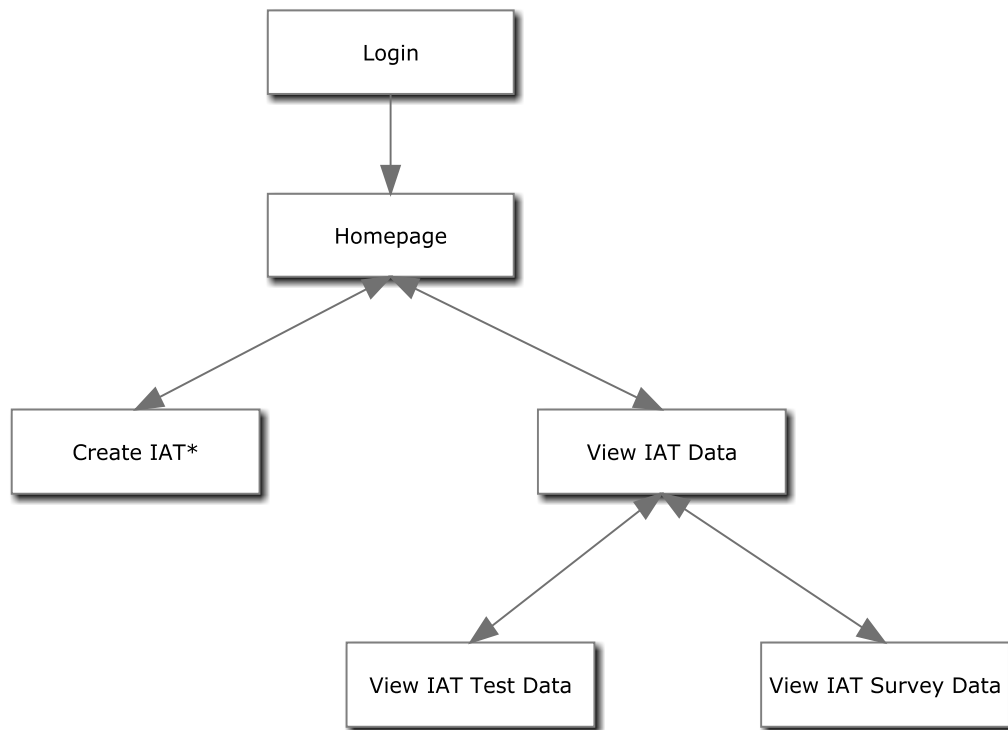 Login
Homepage
Create IAT*
View IAT Data
View IAT Test Data
View IAT Survey Data